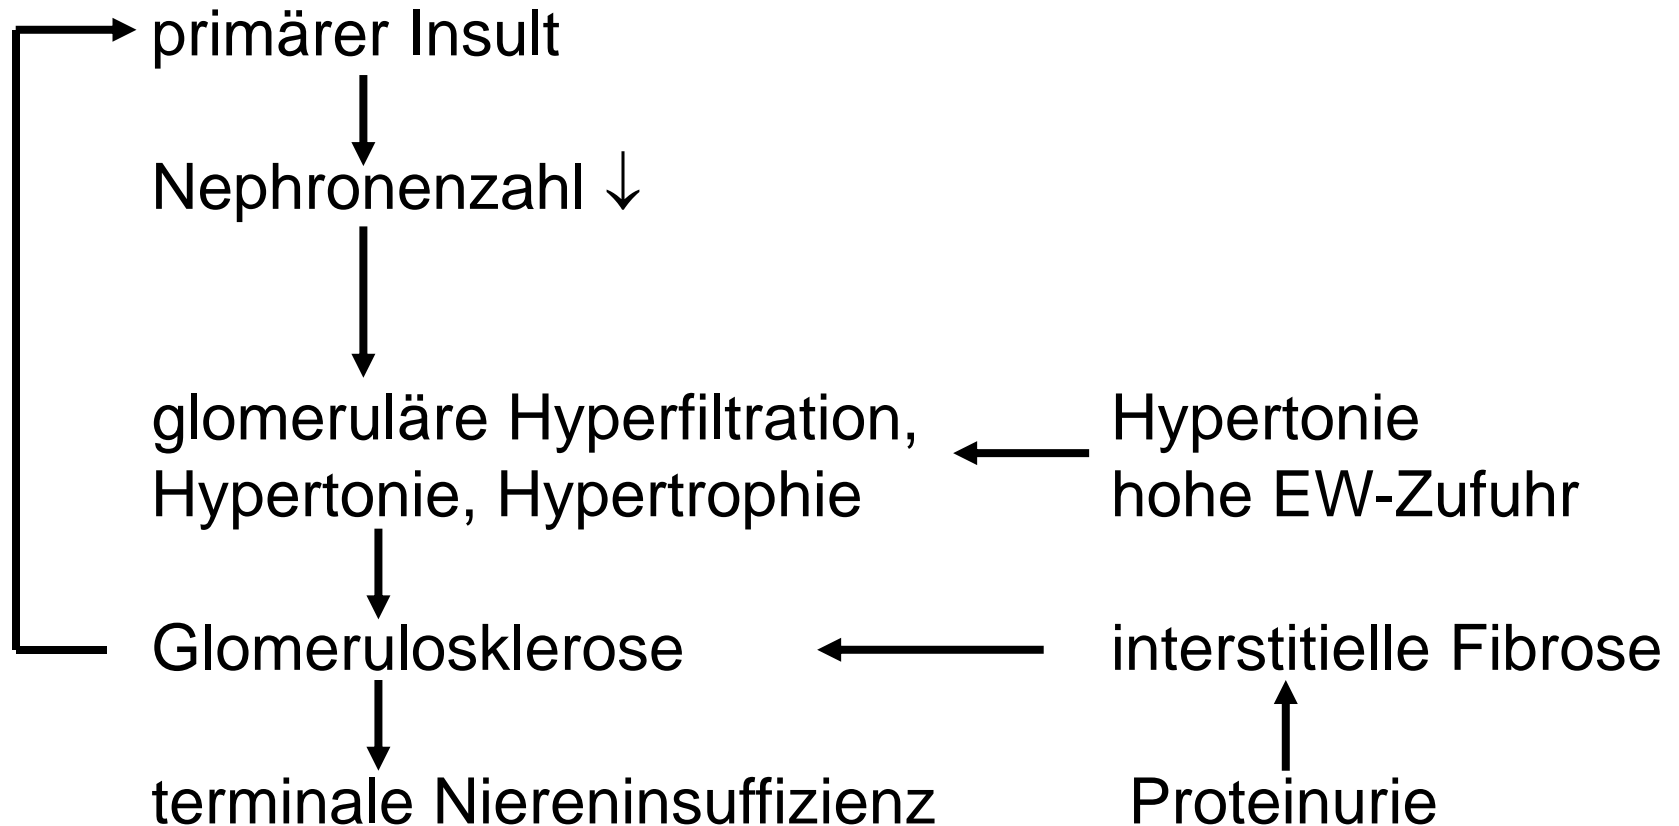 primärer Insult
Nephronenzahl ↓
glomeruläre Hyperfiltration,
Hypertonie, Hypertrophie
Hypertonie
hohe EW-Zufuhr
Glomerulosklerose
interstitielle Fibrose
terminale Niereninsuffizienz
Proteinurie